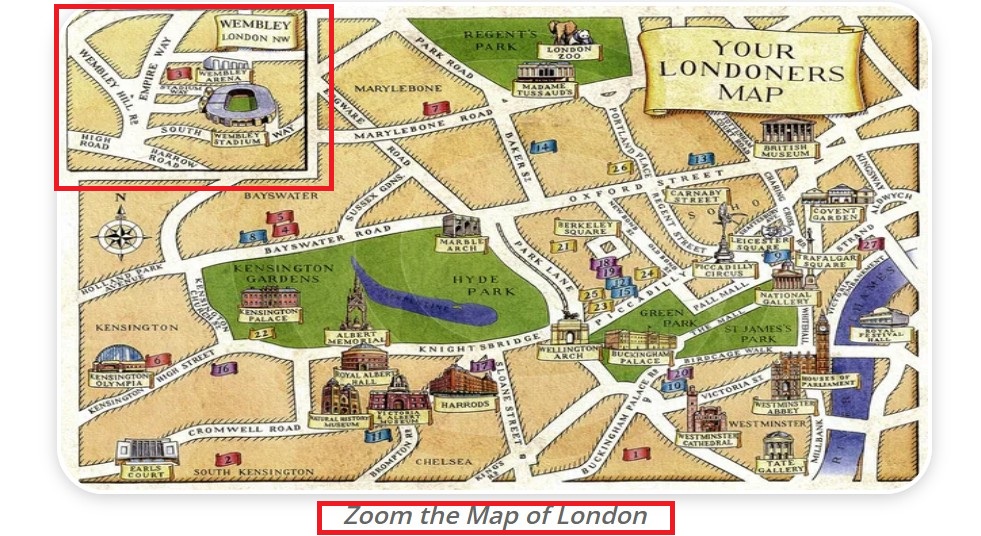 WEMBLEY
LONDON NW
WEMBLEY HILL RD
EMPIRE WAY
3
WEMBLEY
ARENA
STADIUM
WAY
WEMBLEY
STADIUM
SOUTH
WAY
HIGH
ROAD
HARROW
ROAD
REGENT'S
PARK
LONDON
ZOO
PARK ROAD
MADAME
TUSSAUD'S
YOUR
LONDONERS
MAP
MARYLEBONE
7
MARYLEBONE ROAD
EDGWARE
ROAD
BAKER ST
14
PORTLAND PLACE
26
13
BRITISH
MUSEUM
KINGSWAY
ALDWYCH
OXFORD STREET
SUSSEX GDNS.
N
BAYSWATER
5
8
4
BAYSWATER ROAD
MARBLE
ARCH
PARK LANE
BERKELEY
SQUARE
21
CARNABY
STREET
SOHO
REGENT STREET
CHARING
CROSS
LEICESTER
SQUARE
9
COVENT
GARDEN
STRAND
27
TRAFALGAR
SQUARE
PICCADILLY
CIRCUS
18
19
24
12
15
25
23
PICCADILLY
PALL MALL
NATIONAL
GALLERY
THAMES
KENSINGTON
GARDENS
KENSINGTON
PALACE
22
KENSINGTON
CHURCH
SERPENTINE
HYDE
PARK
ALBERT
MEMORIAL
KNIGHTSBRIDGE
WELLINGTON
ARCH
GREEN
PARK
BUCKINGHAM
PALACE
THE MALL
ST JAMES'S
PARK
WHITEHALL
ROYAL
FESTIVAL
HALL
HOLLAND PARK
AVENUE
KENSINGTON
KENSINGTON
OLYMPIA
6
KENSINGTON HIGH STREET
16
ROYAL ALBERT
HALL
NATURAL HISTORY
MUSEUM
VICTORIA
ALBERT
MUSEUM
11
17
HARRODS
SLOANE STREET
BIRDCAGE WALK
20
10
VICTORIA ST
HOUSES OF
PARLIAMENT
WESTMINSTER
ABBEY
WESTMINSTER
WESTMINSTER
CATHEDRAL
TATE
GALLERY
MILLBANK
BUCKINGHAM PALACE RD
1
CROMWELL ROAD
EARLS
COURT
2
SOUTH KENSINGTON
BROMPTON
CHELSEA
KINGS
RD
Zoom the Map of London